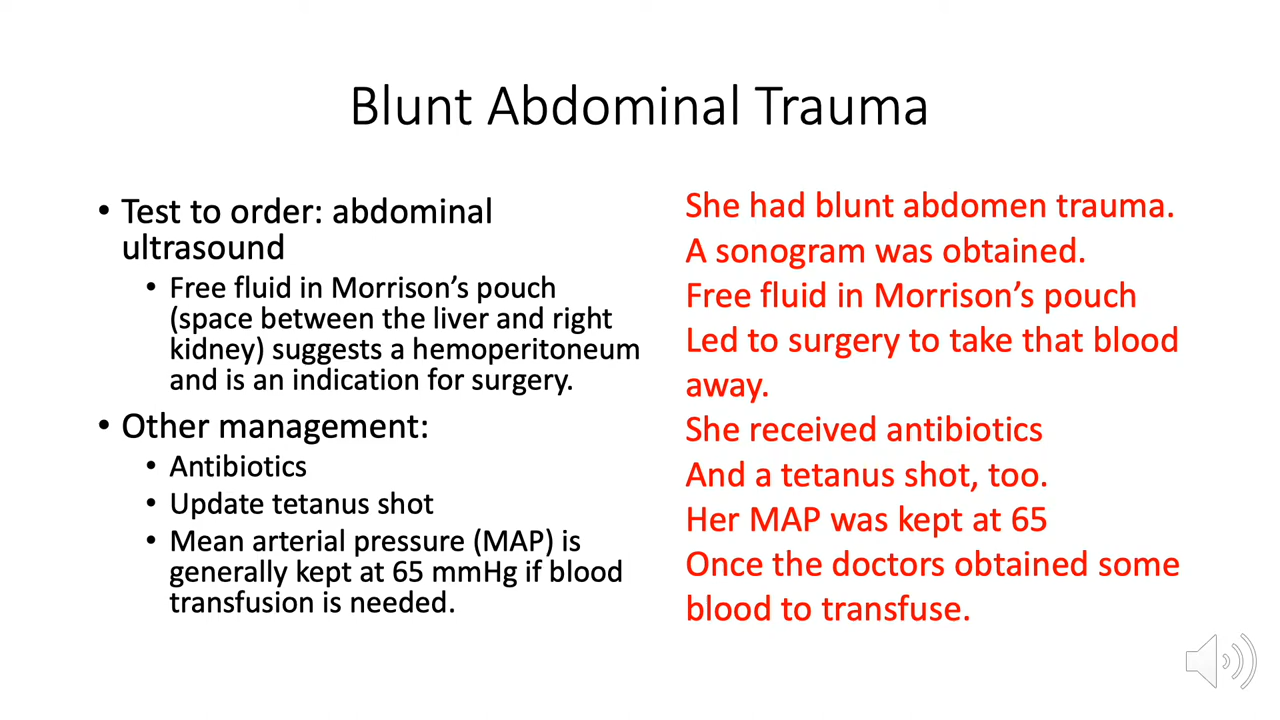 Blunt Abdominal Trauma
• Test to order: abdominal
ultrasound
• Free fluid in Morrison’s pouch
(space between the liver and right
kidney) suggests a hemoperitoneum
and is an indication for surgery.
• Other management:
• Antibiotics
• Update tetanus shot
• Mean arterial pressure (MAP) is
generally kept at 65 mmHg if blood
transfusion is needed.
She had blunt abdomen trauma.
A sonogram was obtained.
Free fluid in Morrison’s pouch
Led to surgery to take that blood
away.
She received antibiotics
And a tetanus shot, too.
Her MAP was kept at 65
Once the doctors obtained some
blood to transfuse.